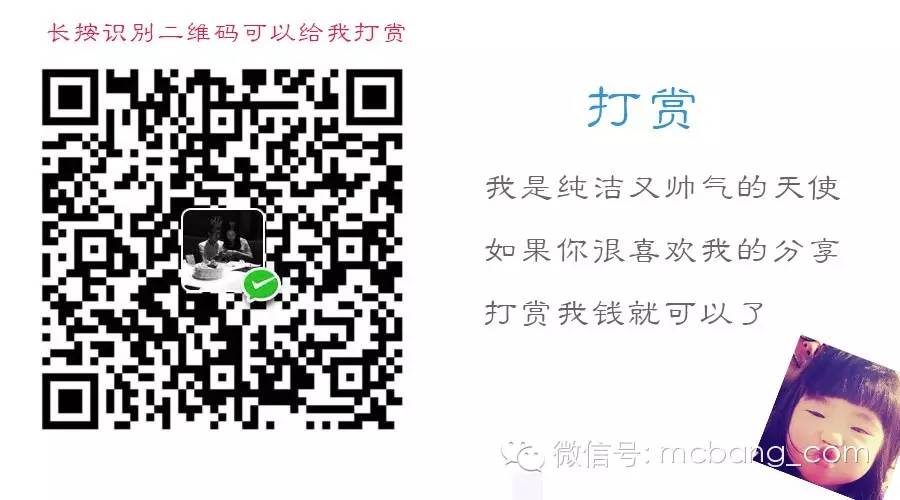 长按识别二维码可以给我打赏
打赏
我是纯洁又帅气的天使
如果你很喜欢我的分享
打赏我钱就可以了
微信号: mcbang_com